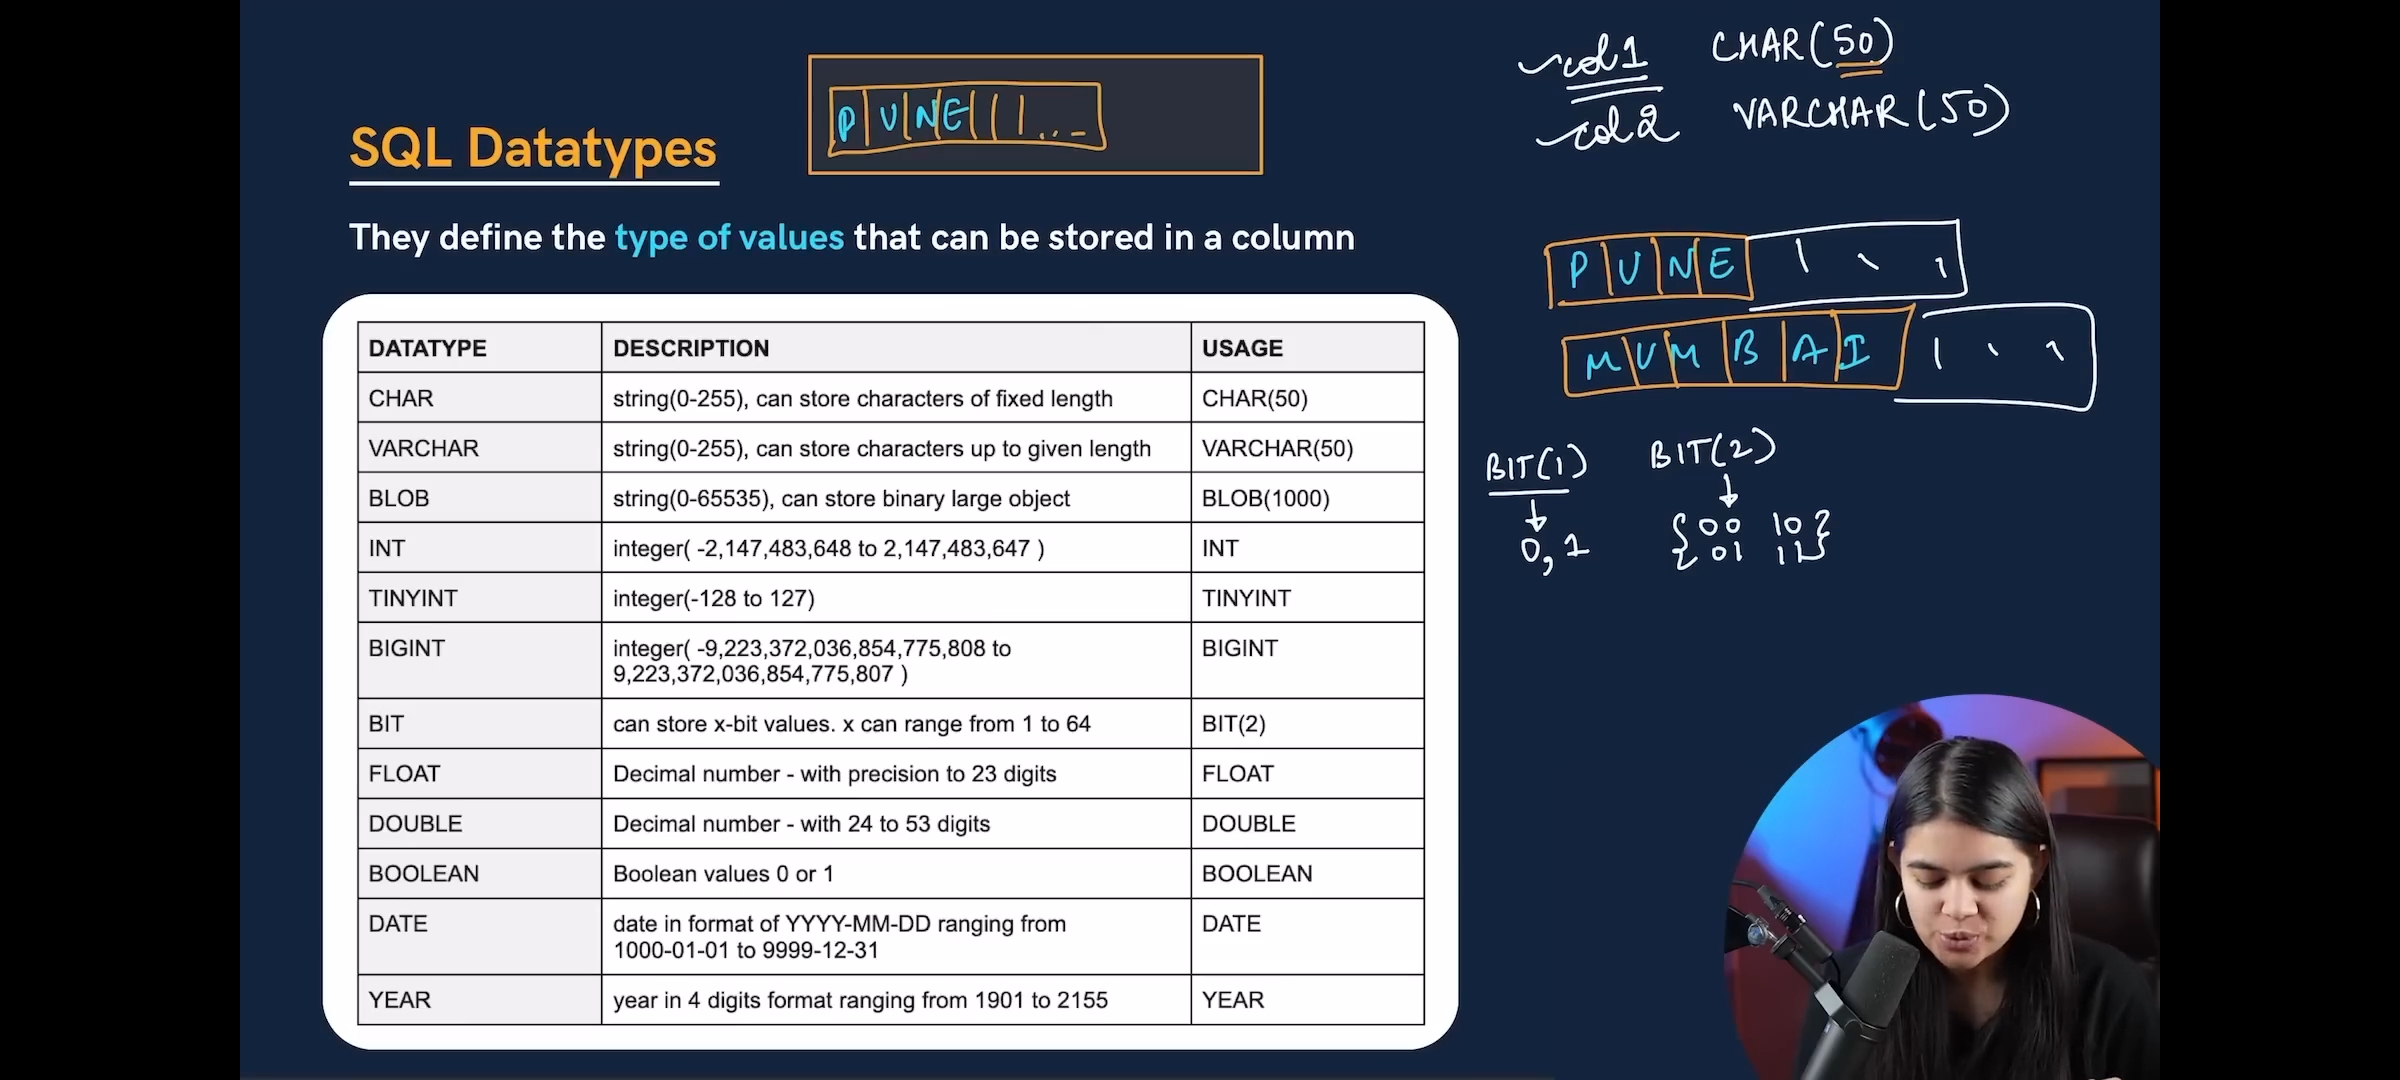 col1 CHAR(50)
col2 VARCHAR(50)
PUNE
SQL Datatypes
They define the type of values that can be stored in a column
PUNE
MUMBAI
BIT(1) BIT(2)
0, 1 {00 10
01 11}
DATATYPE DESCRIPTION USAGE
CHAR string(0-255), can store characters of fixed length CHAR(50)
VARCHAR string(0-255), can store characters up to given length VARCHAR(50)
BLOB string(0-65535), can store binary large object BLOB(1000)
INT integer( -2,147,483,648 to 2,147,483,647 ) INT
TINYINT integer(-128 to 127) TINYINT
BIGINT integer( -9,223,372,036,854,775,808 to BIGINT
9,223,372,036,854,775,807 )
BIT can store x-bit values. x can range from 1 to 64 BIT(2)
FLOAT Decimal number - with precision to 23 digits FLOAT
DOUBLE Decimal number - with 24 to 53 digits DOUBLE
BOOLEAN Boolean values 0 or 1 BOOLEAN
DATE date in format of YYYY-MM-DD ranging from DATE
1000-01-01 to 9999-12-31
YEAR year in 4 digits format ranging from 1901 to 2155 YEAR